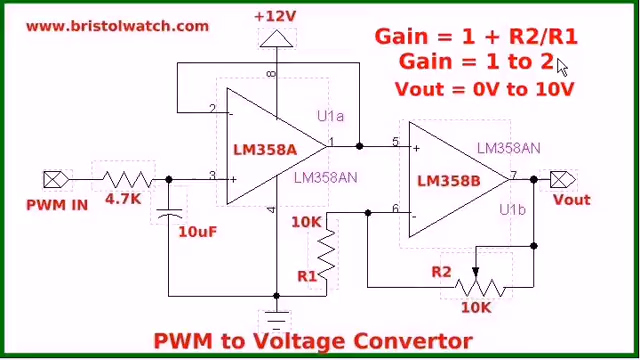 www.bristolwatch.com
+12V
Gain = 1 + R2/R1
Gain = 1 to 2
Vout = 0V to 10V
8
2
-
U1a
1
LM358A
3
+
LM358AN
4
PWM IN
4.7K
10uF
5
+
LM358AN
LM358B
7
6
-
U1b
Vout
10K
R1
R2
10K
PWM to Voltage Convertor